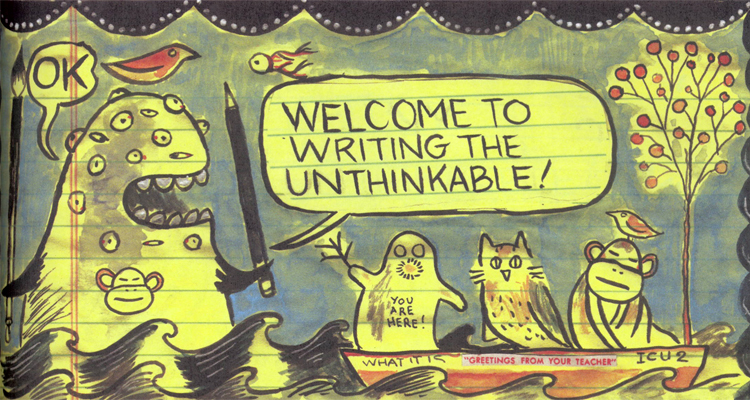 OK
WELCOME TO
WRITING THE
UNTHINKABLE!
YOU
ARE
HERE!
WHAT IT IS
"GREETINGS FROM YOUR TEACHER"
ICU2